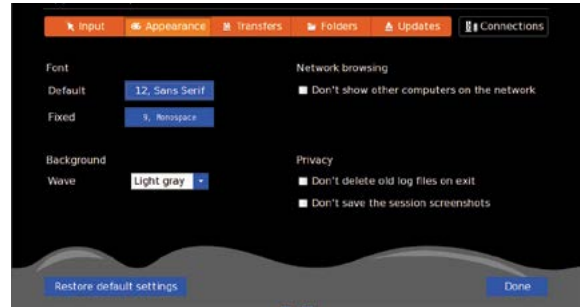 Input Appearance Transfers Folders Updates Connections
Font
Default 12, Sans Serif
Fixed 9, Monospace
Background
Wave Light gray
Network browsing
Don't show other computers on the network
Privacy
Don't delete old log files on exit
Don't save the session screenshots
Restore default settings Done